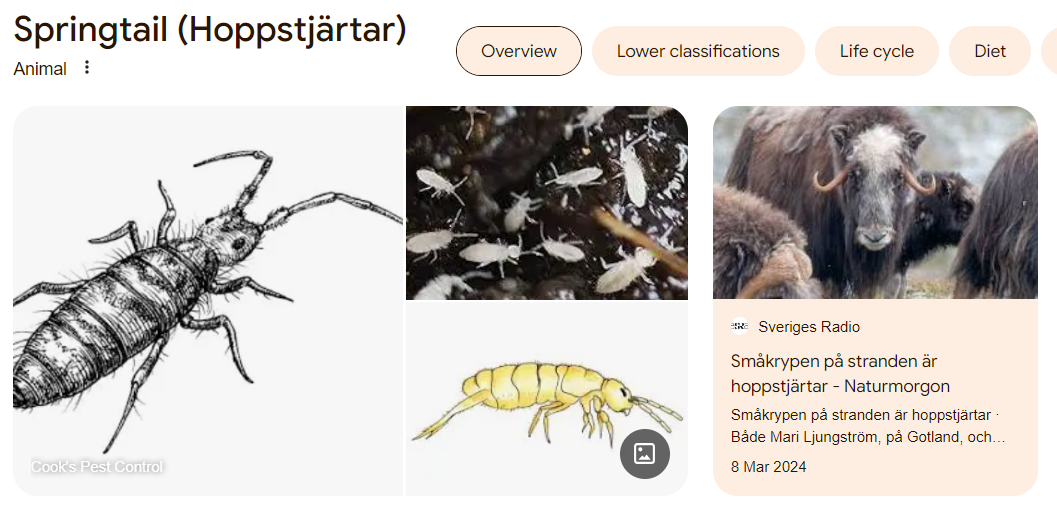 Springtail (Hoppstjärtar)
Animal
Overview
Lower classifications
Life cycle
Diet
Cook's Pest Control
Sveriges Radio
Småkrypen på stranden är
hoppstjärtar - Naturmorgon
Småkrypen på stranden är hoppstjärtar ·
Både Mari Ljungström, på Gotland, och...
8 Mar 2024